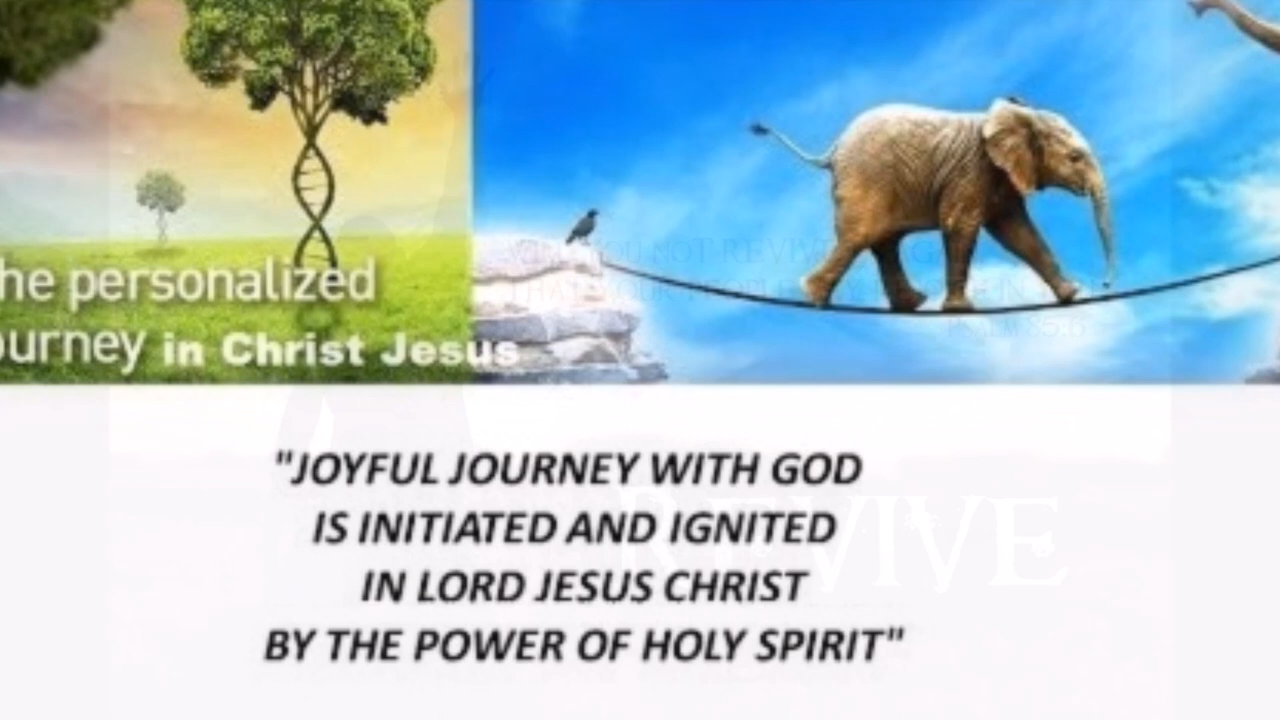 he personalized
ourney in Christ Jesus
"JOYFUL JOURNEY WITH GOD
IS INITIATED AND IGNITED
IN LORD JESUS CHRIST
BY THE POWER OF HOLY SPIRIT"
REVIVE